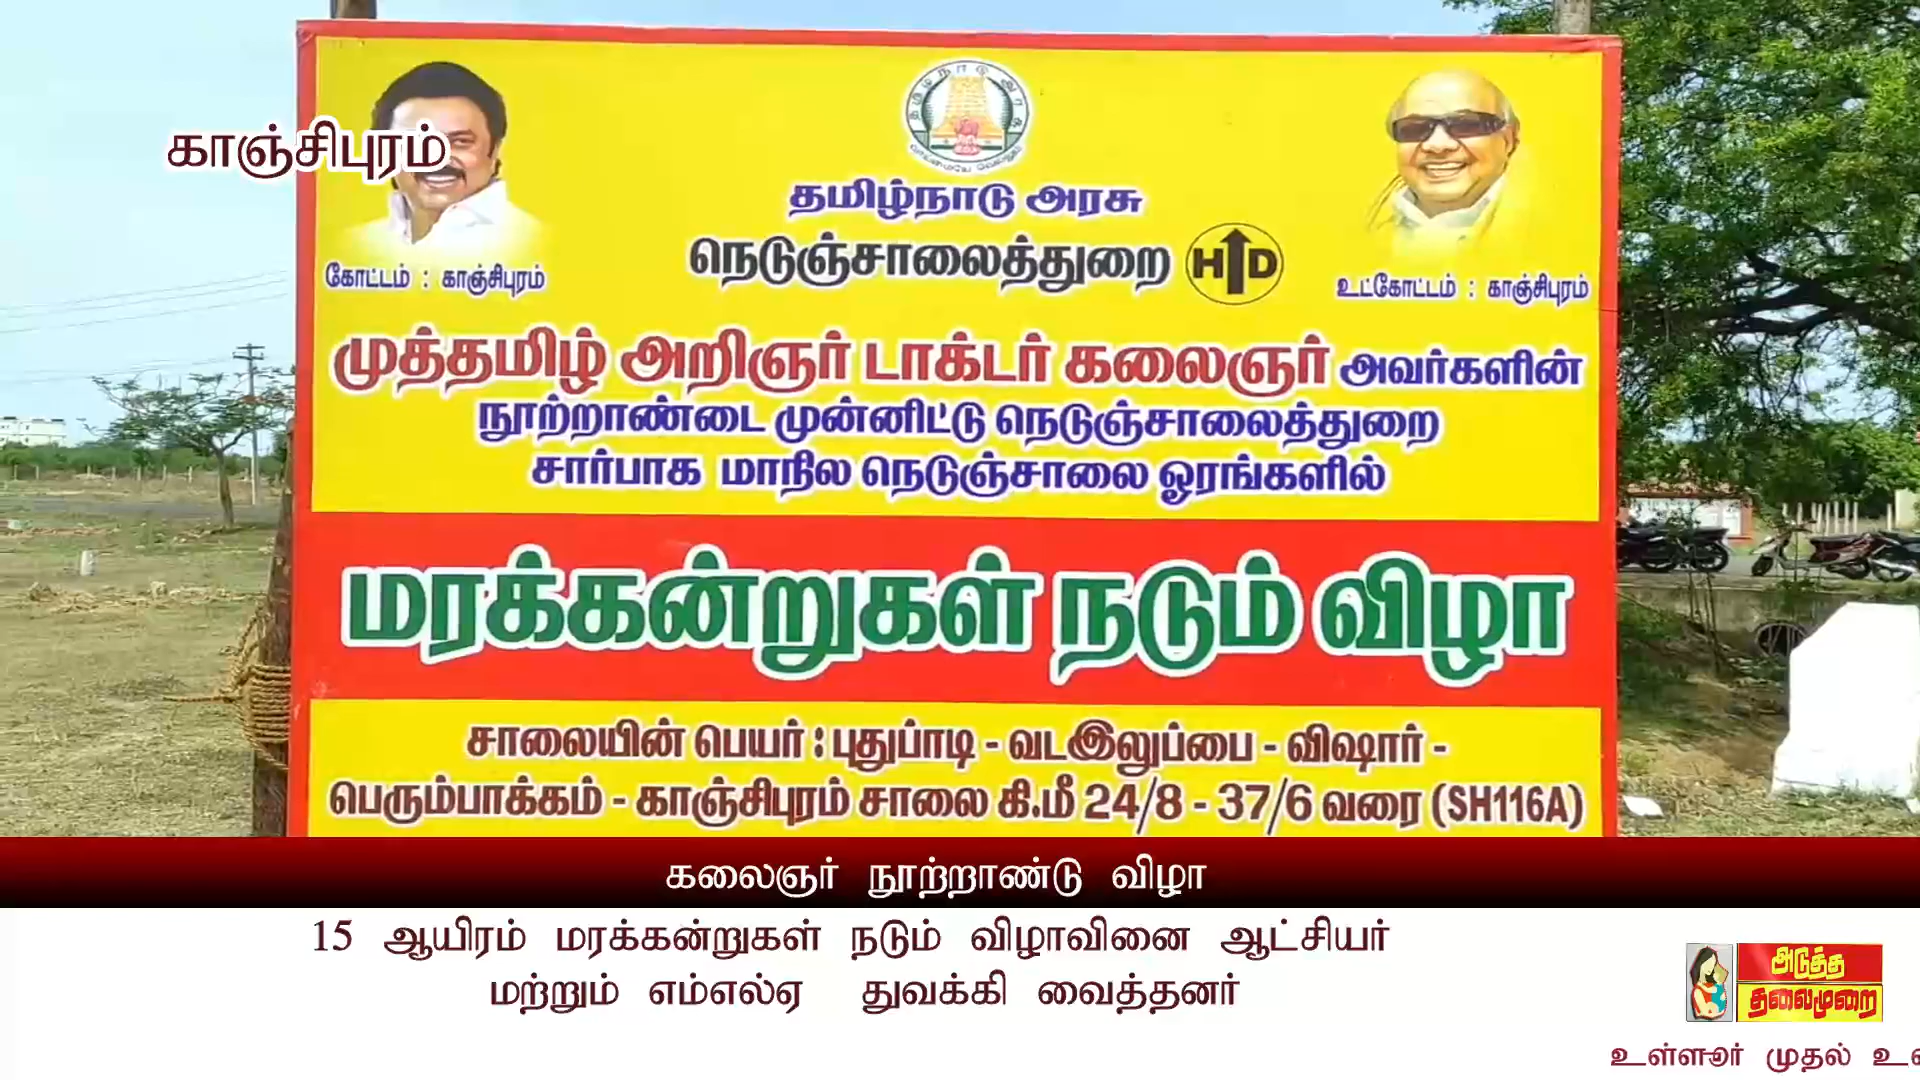 காஞ்சிபுரம்
தமிழ்நாடு அரசு
வாய்மையே வெல்லும்
தமிழ்நாடு அரசு
நெடுஞ்சாலைத்துறை HD
கோட்டம் : காஞ்சிபுரம்
உட்கோட்டம் : காஞ்சிபுரம்
முத்தமிழ் அறிஞர் டாக்டர் கலைஞர் அவர்களின்
நூற்றாண்டை முன்னிட்டு நெடுஞ்சாலைத்துறை
சார்பாக மாநில நெடுஞ்சாலை ஓரங்களில்
மரக்கன்றுகள் நடும் விழா
சாலையின் பெயர் : புதுப்பாடி - வடஇலுப்பை - விஷார் -
பெரும்பாக்கம் - காஞ்சிபுரம் சாலை கி.மீ 24/8 - 37/6 வரை (SH116A)
கலைஞர் நூற்றாண்டு விழா
15 ஆயிரம் மரக்கன்றுகள் நடும் விழாவினை ஆட்சியர்
மற்றும் எம்எல்ஏ துவக்கி வைத்தனர்
அடுத்த
தலைமுறை
உள்ளூர் முதல்